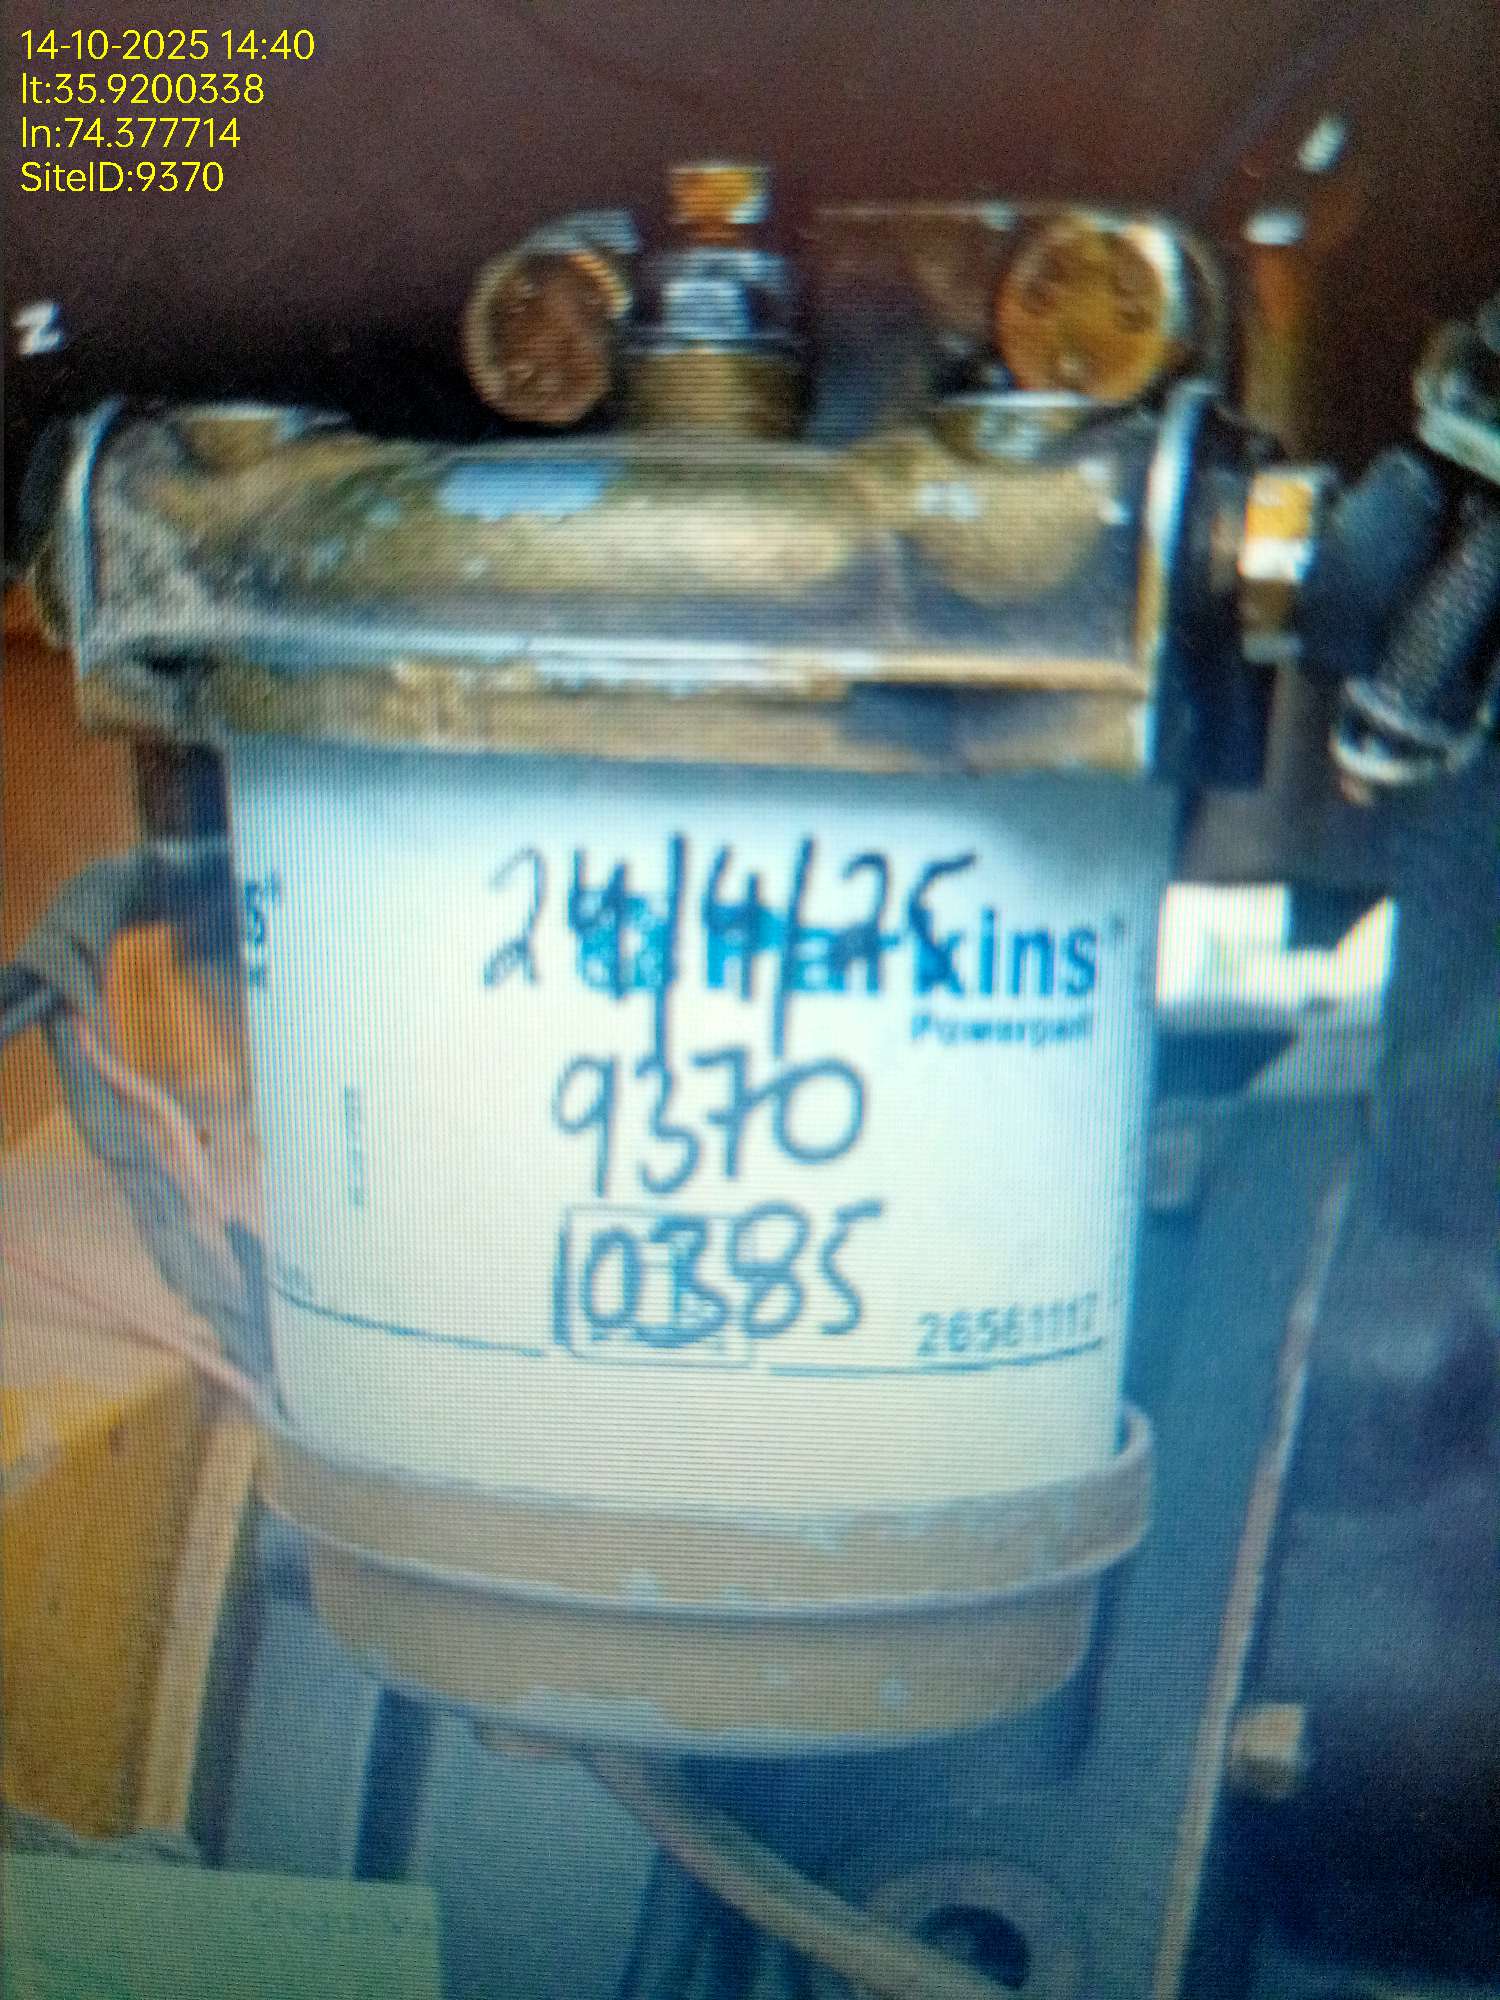 14-10-2025 14:40
lt:35.9200338
ln:74.377714
SiteID:9370
24/4/25
Perkins
Powerpart
9370
10385
26561117